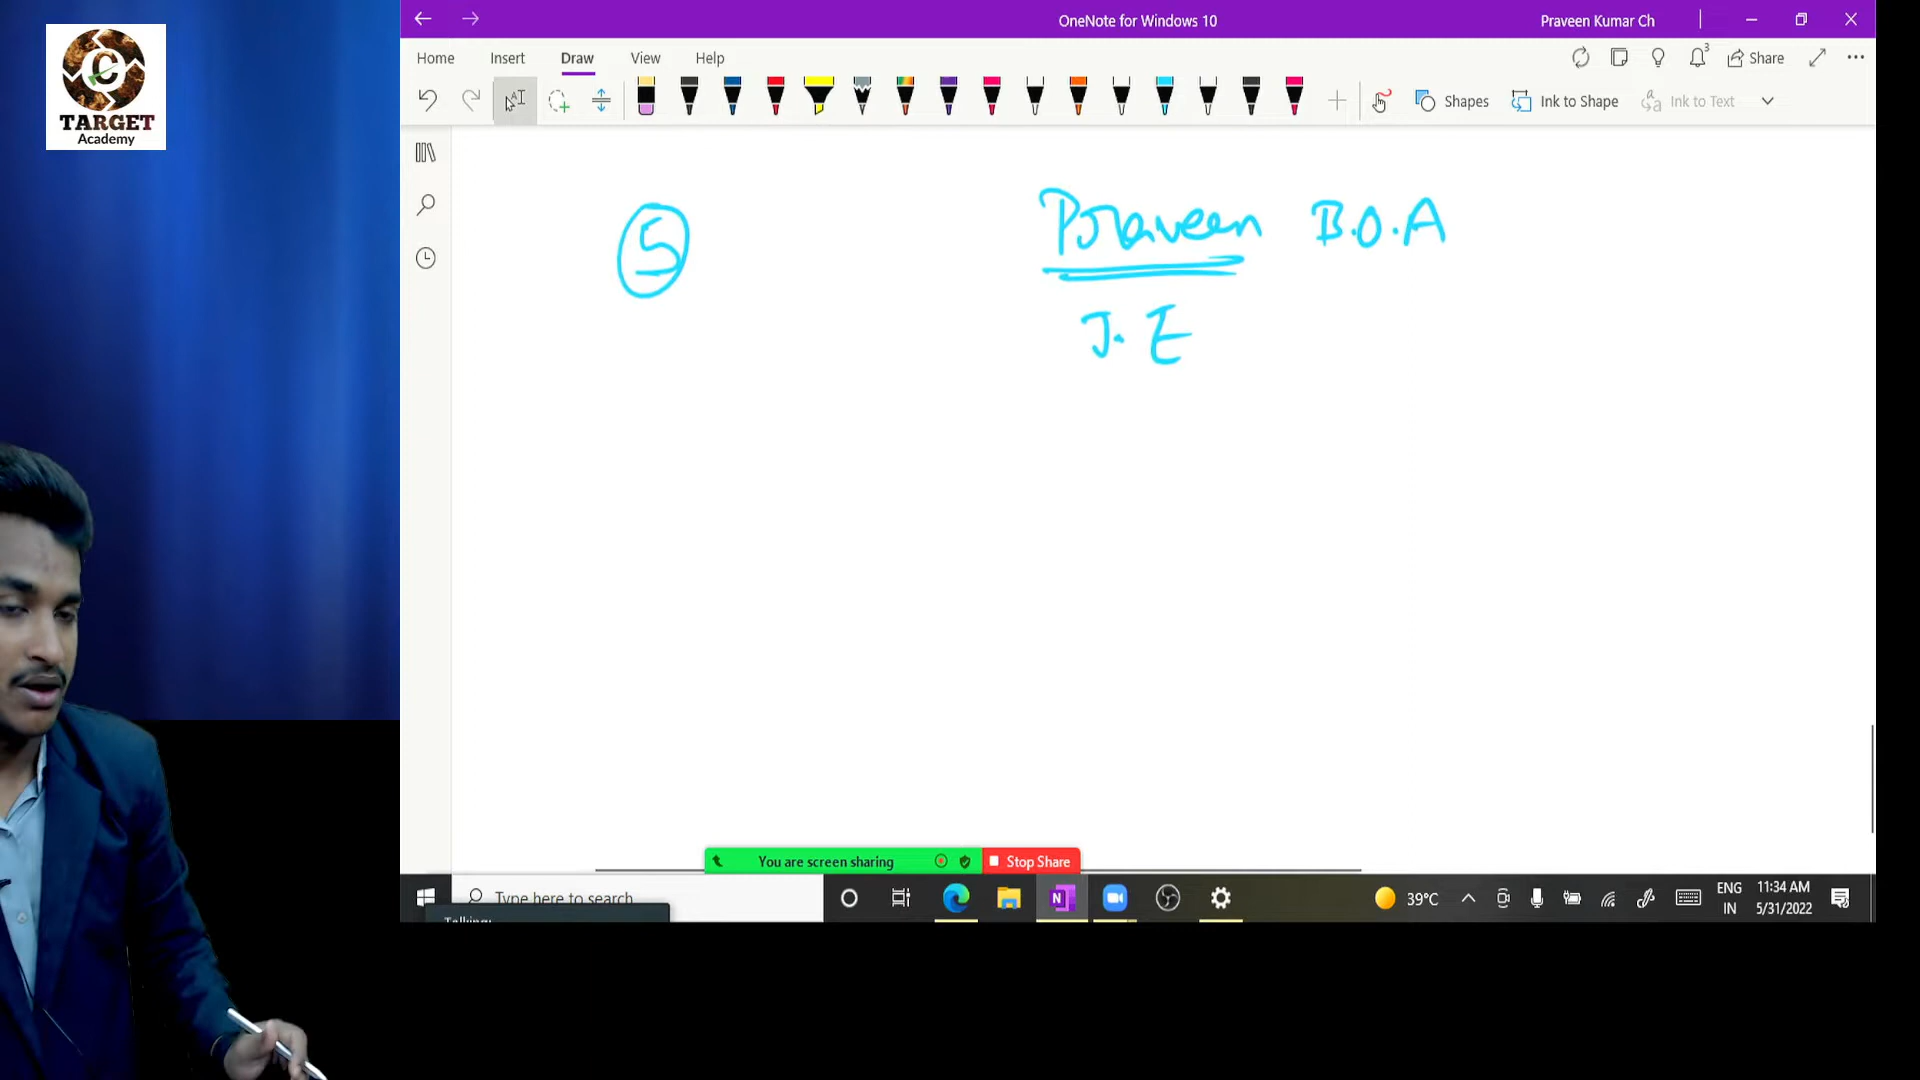 C
TARGET
Academy
OneNote for Windows 10
Praveen Kumar Ch
Home Insert Draw View Help
3
Share
Shapes
Ink to Shape
Ink to Text
5
Praveen B.O.A
J. E
You are screen sharing
Stop Share
Type here to search
Talking:
N
39°C
ENG
IN
11:34 AM
5/31/2022